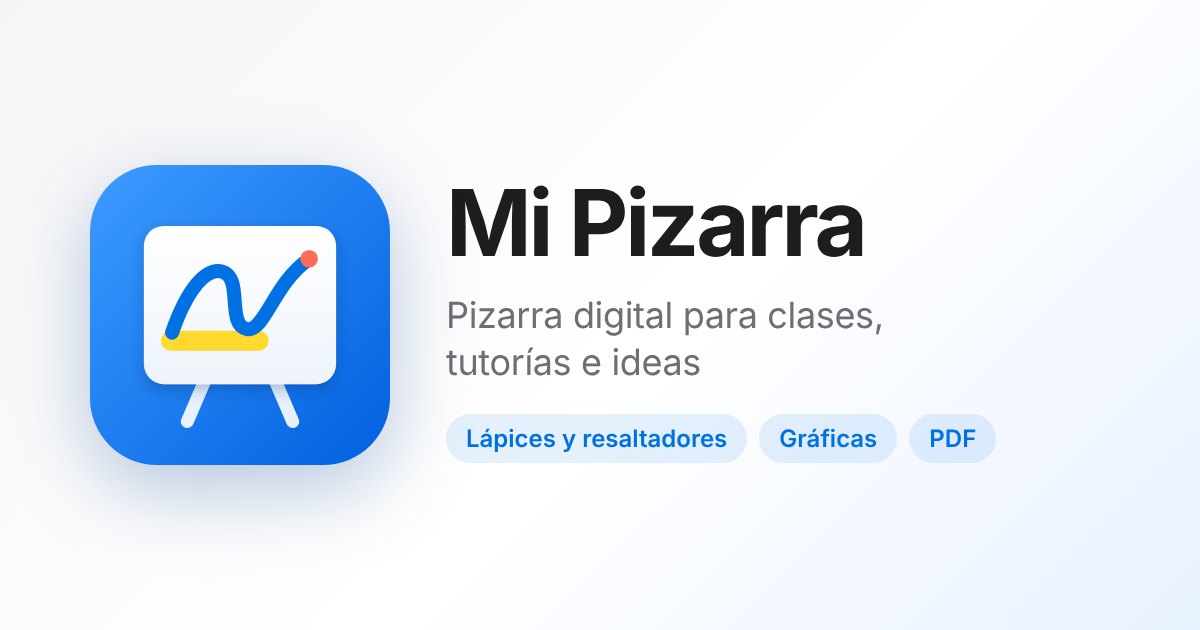 Mi Pizarra
Pizarra digital para clases,
tutorías e ideas
Lápices y resaltadores
Gráficas
PDF